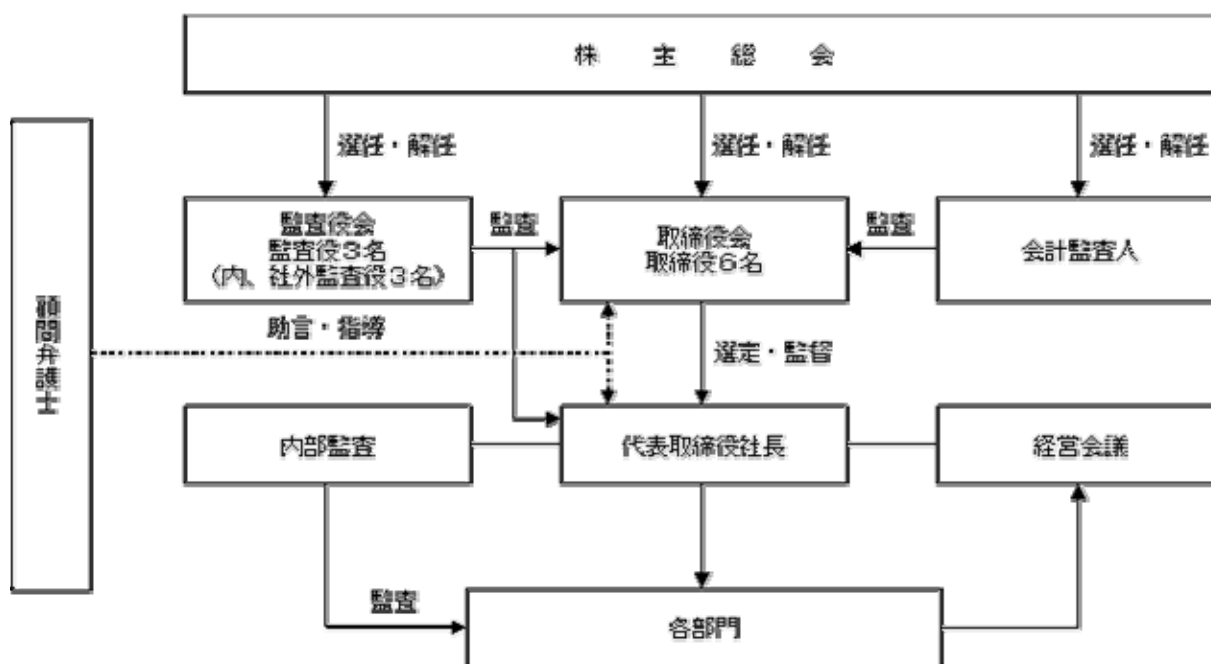 株主総会
選任・解任
選任・解任
選任・解任
監査役会
監査役3名
(内、社外監査役3名)
監査
取締役会
取締役6名
監査
会計監査人
顧問弁護士
助言・指導
選定・監督
内部監査
代表取締役社長
経営会議
監査
各部門